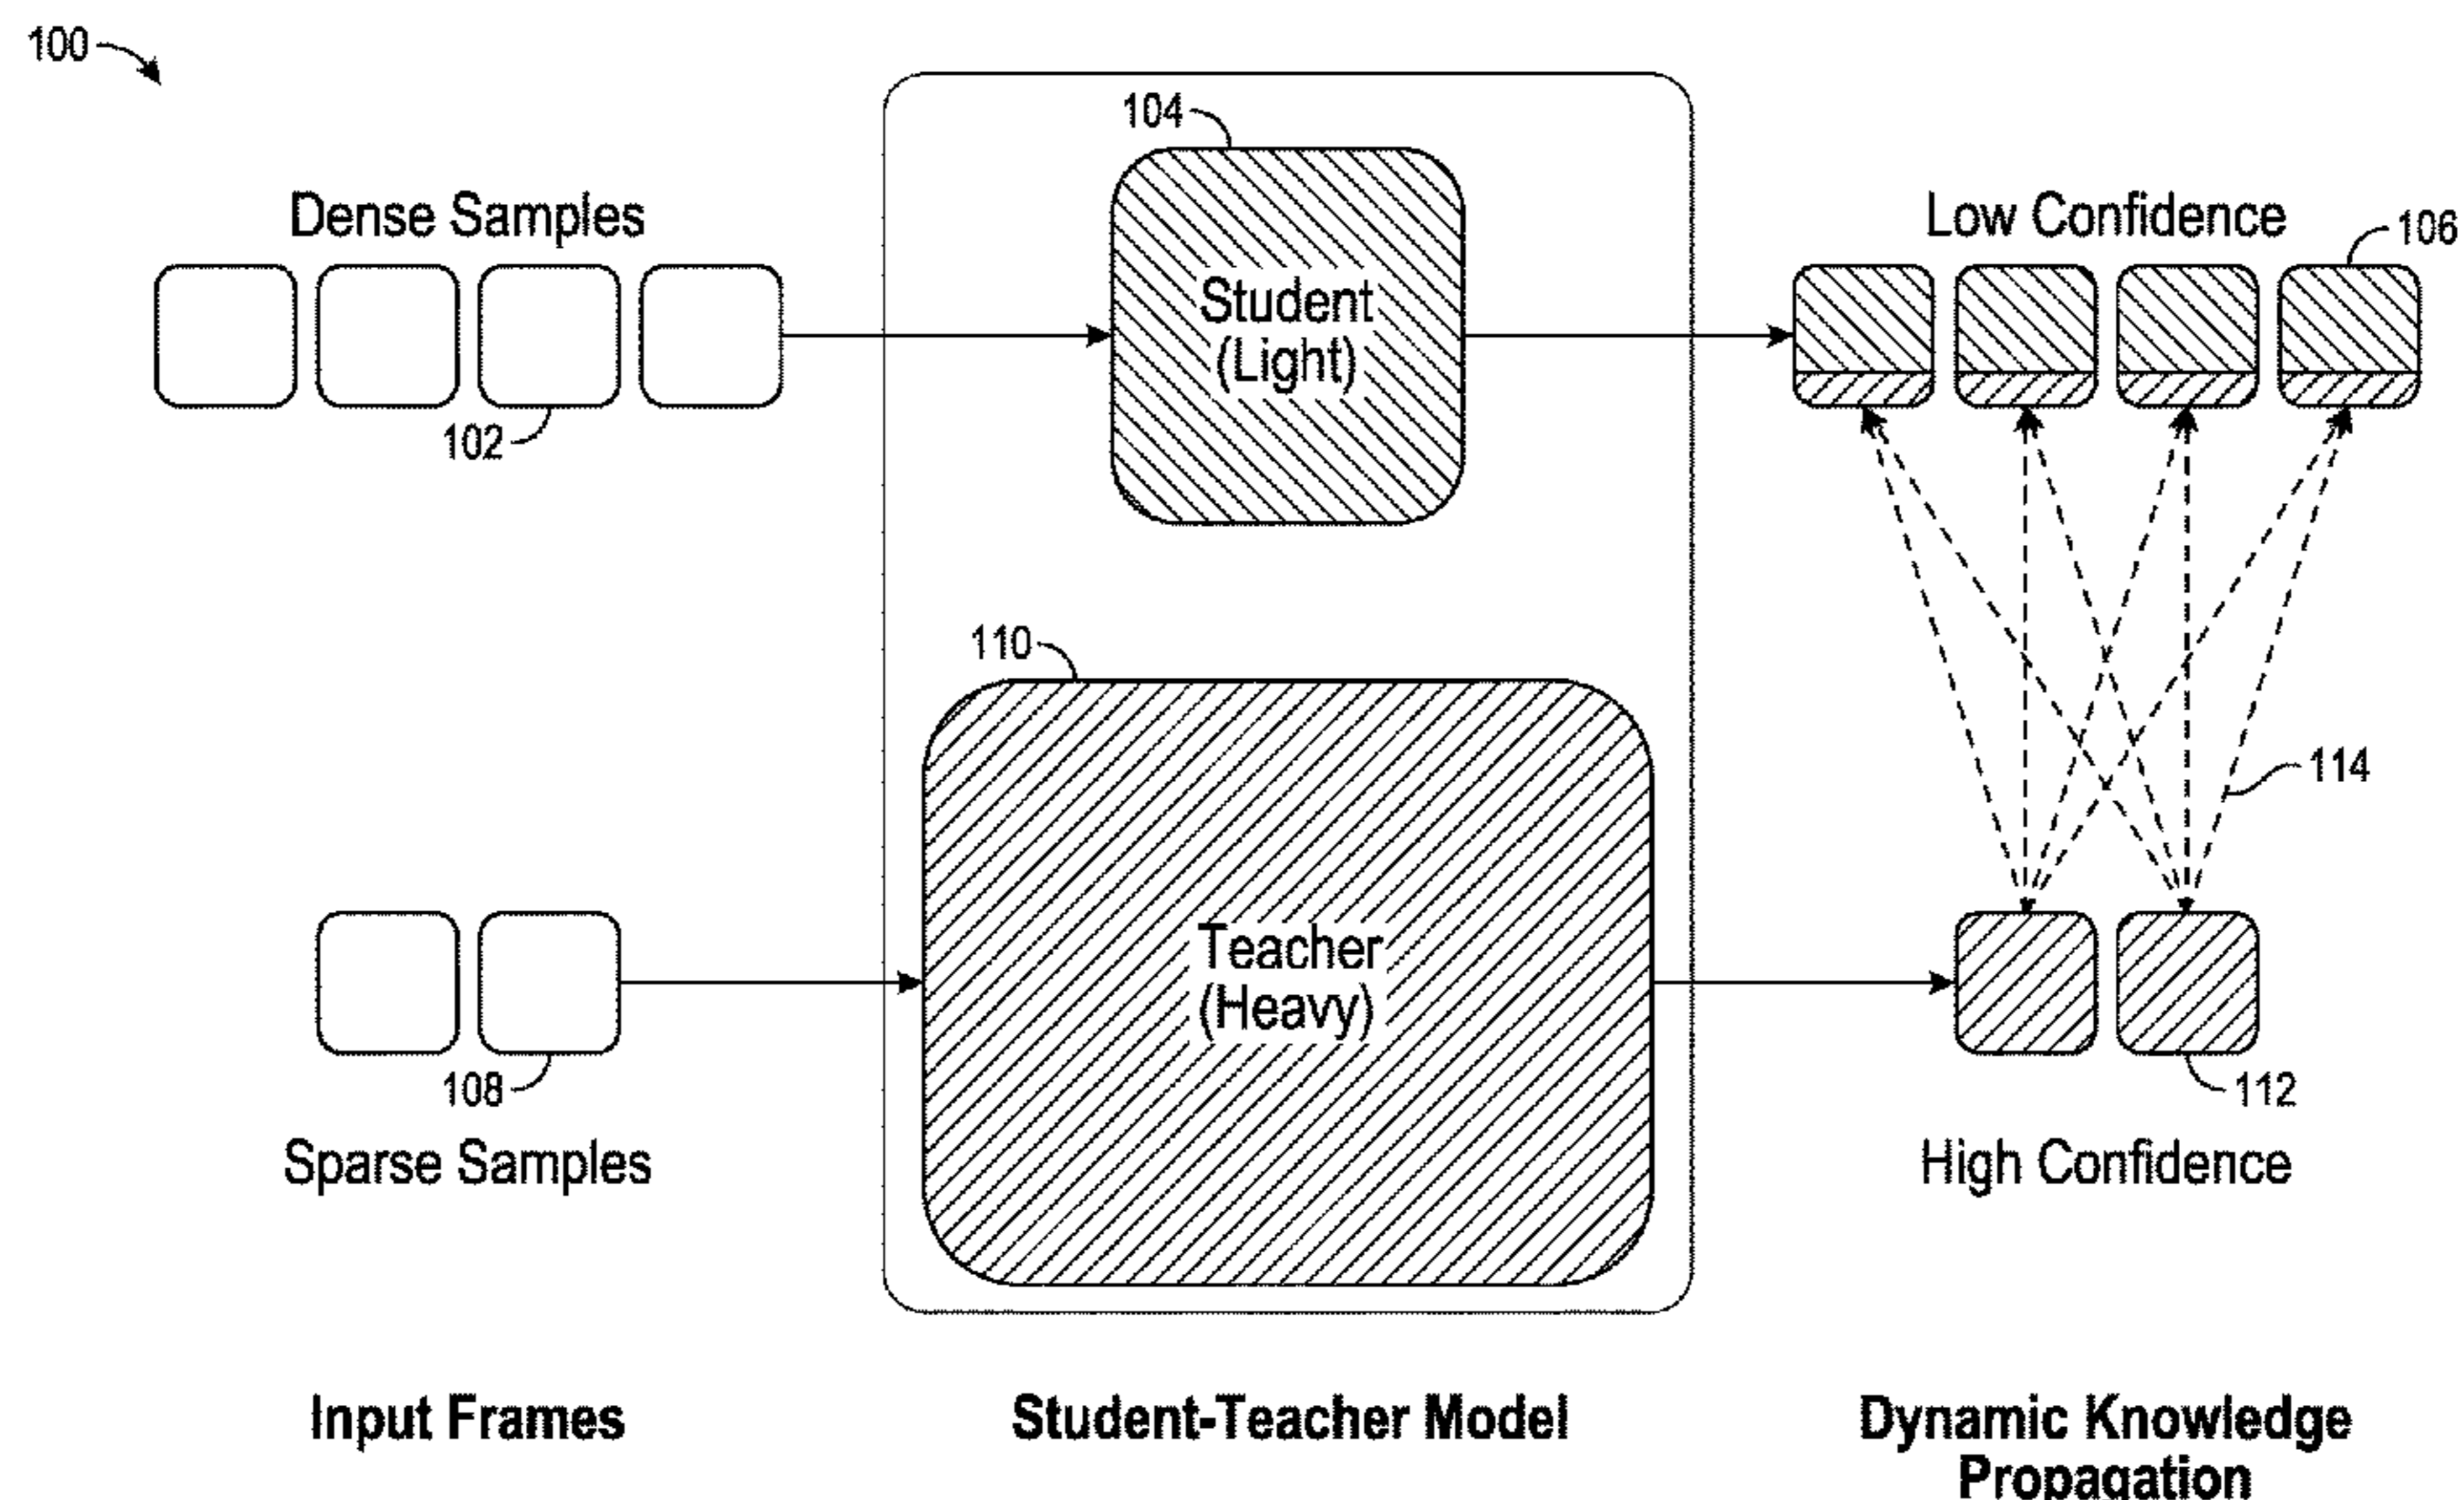 100
104
Dense Samples
Low Confidence
106
Student
(Light)
102
110
114
Teacher
(Heavy)
108
112
Sparse Samples
High Confidence
Input Frames
Student-Teacher Model
Dynamic Knowledge
Propagation